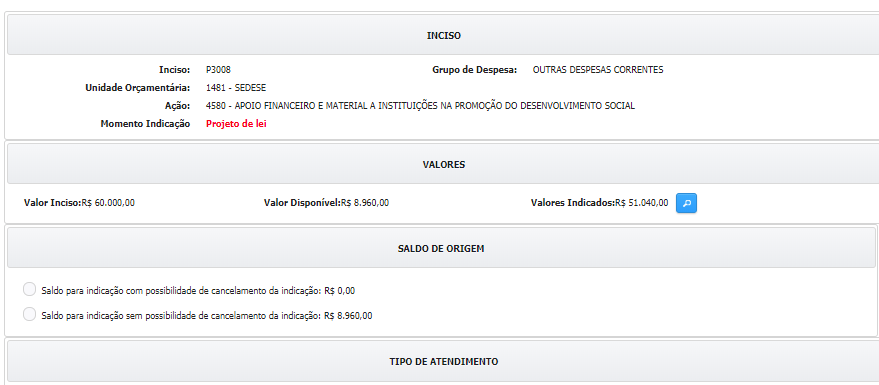 INCISO
Inciso: P3008 Grupo de Despesa: OUTRAS DESPESAS CORRENTES
Unidade Orçamentária: 1481 - SEDESE
Ação: 4580 - APOIO FINANCEIRO E MATERIAL A INSTITUIÇÕES NA PROMOÇÃO DO DESENVOLVIMENTO SOCIAL
Momento Indicação Projeto de lei
VALORES
Valor Inciso:R$ 60.000,00 Valor Disponível:R$ 8.960,00 Valores Indicados:R$ 51.040,00
SALDO DE ORIGEM
Saldo para indicação com possibilidade de cancelamento da indicação: R$ 0,00
Saldo para indicação sem possibilidade de cancelamento da indicação: R$ 8.960,00
TIPO DE ATENDIMENTO